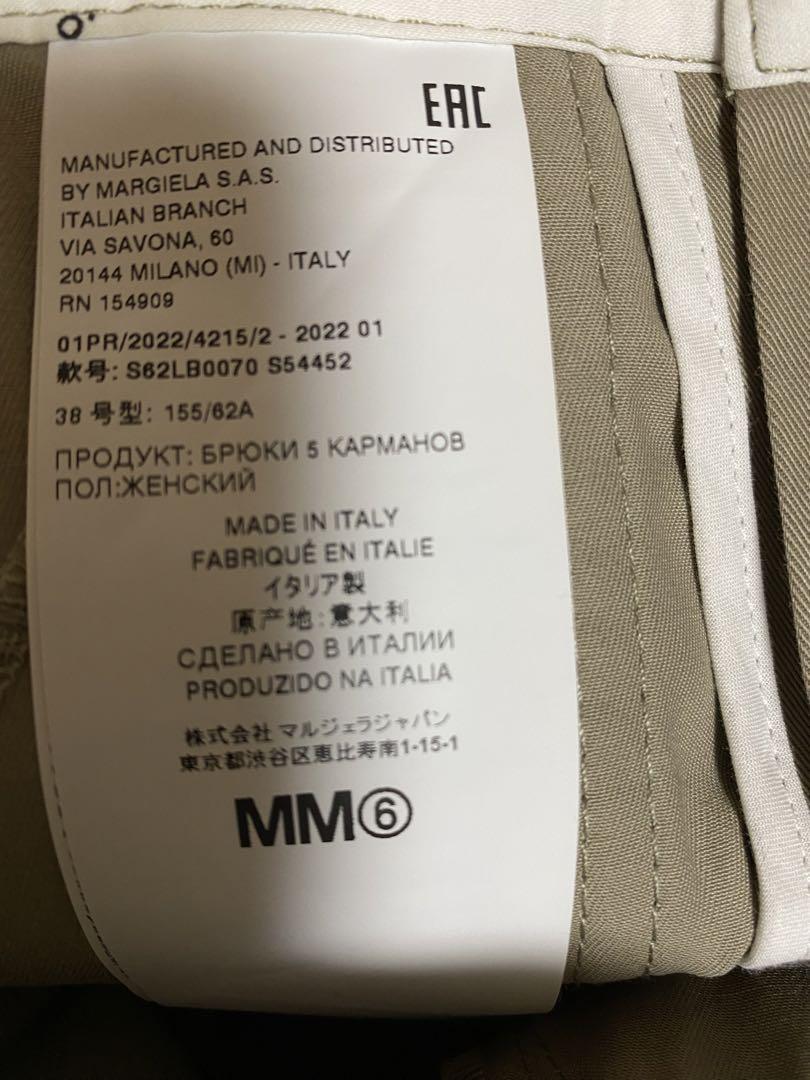 EAC
MANUFACTURED AND DISTRIBUTED
BY MARGIELA S.A.S.
ITALIAN BRANCH
VIA SAVONA, 60
20144 MILANO (MI) - ITALY
RN 154909
01PR/2022/4215/2 - 2022 01
款号: S62LB0070 S54452
38 号型: 155/62A
ПРОДУКТ: БРЮКИ 5 КАРМАНОВ
ПОЛ:ЖЕНСКИЙ
MADE IN ITALY
FABRIQUÉ EN ITALIE
イタリア製
原产地:意大利
СДЕЛАНО В ИТАЛИИ
PRODUZIDO NA ITALIA
株式会社 マルジェラジャパン
東京都渋谷区恵比寿南1-15-1
MM⑥